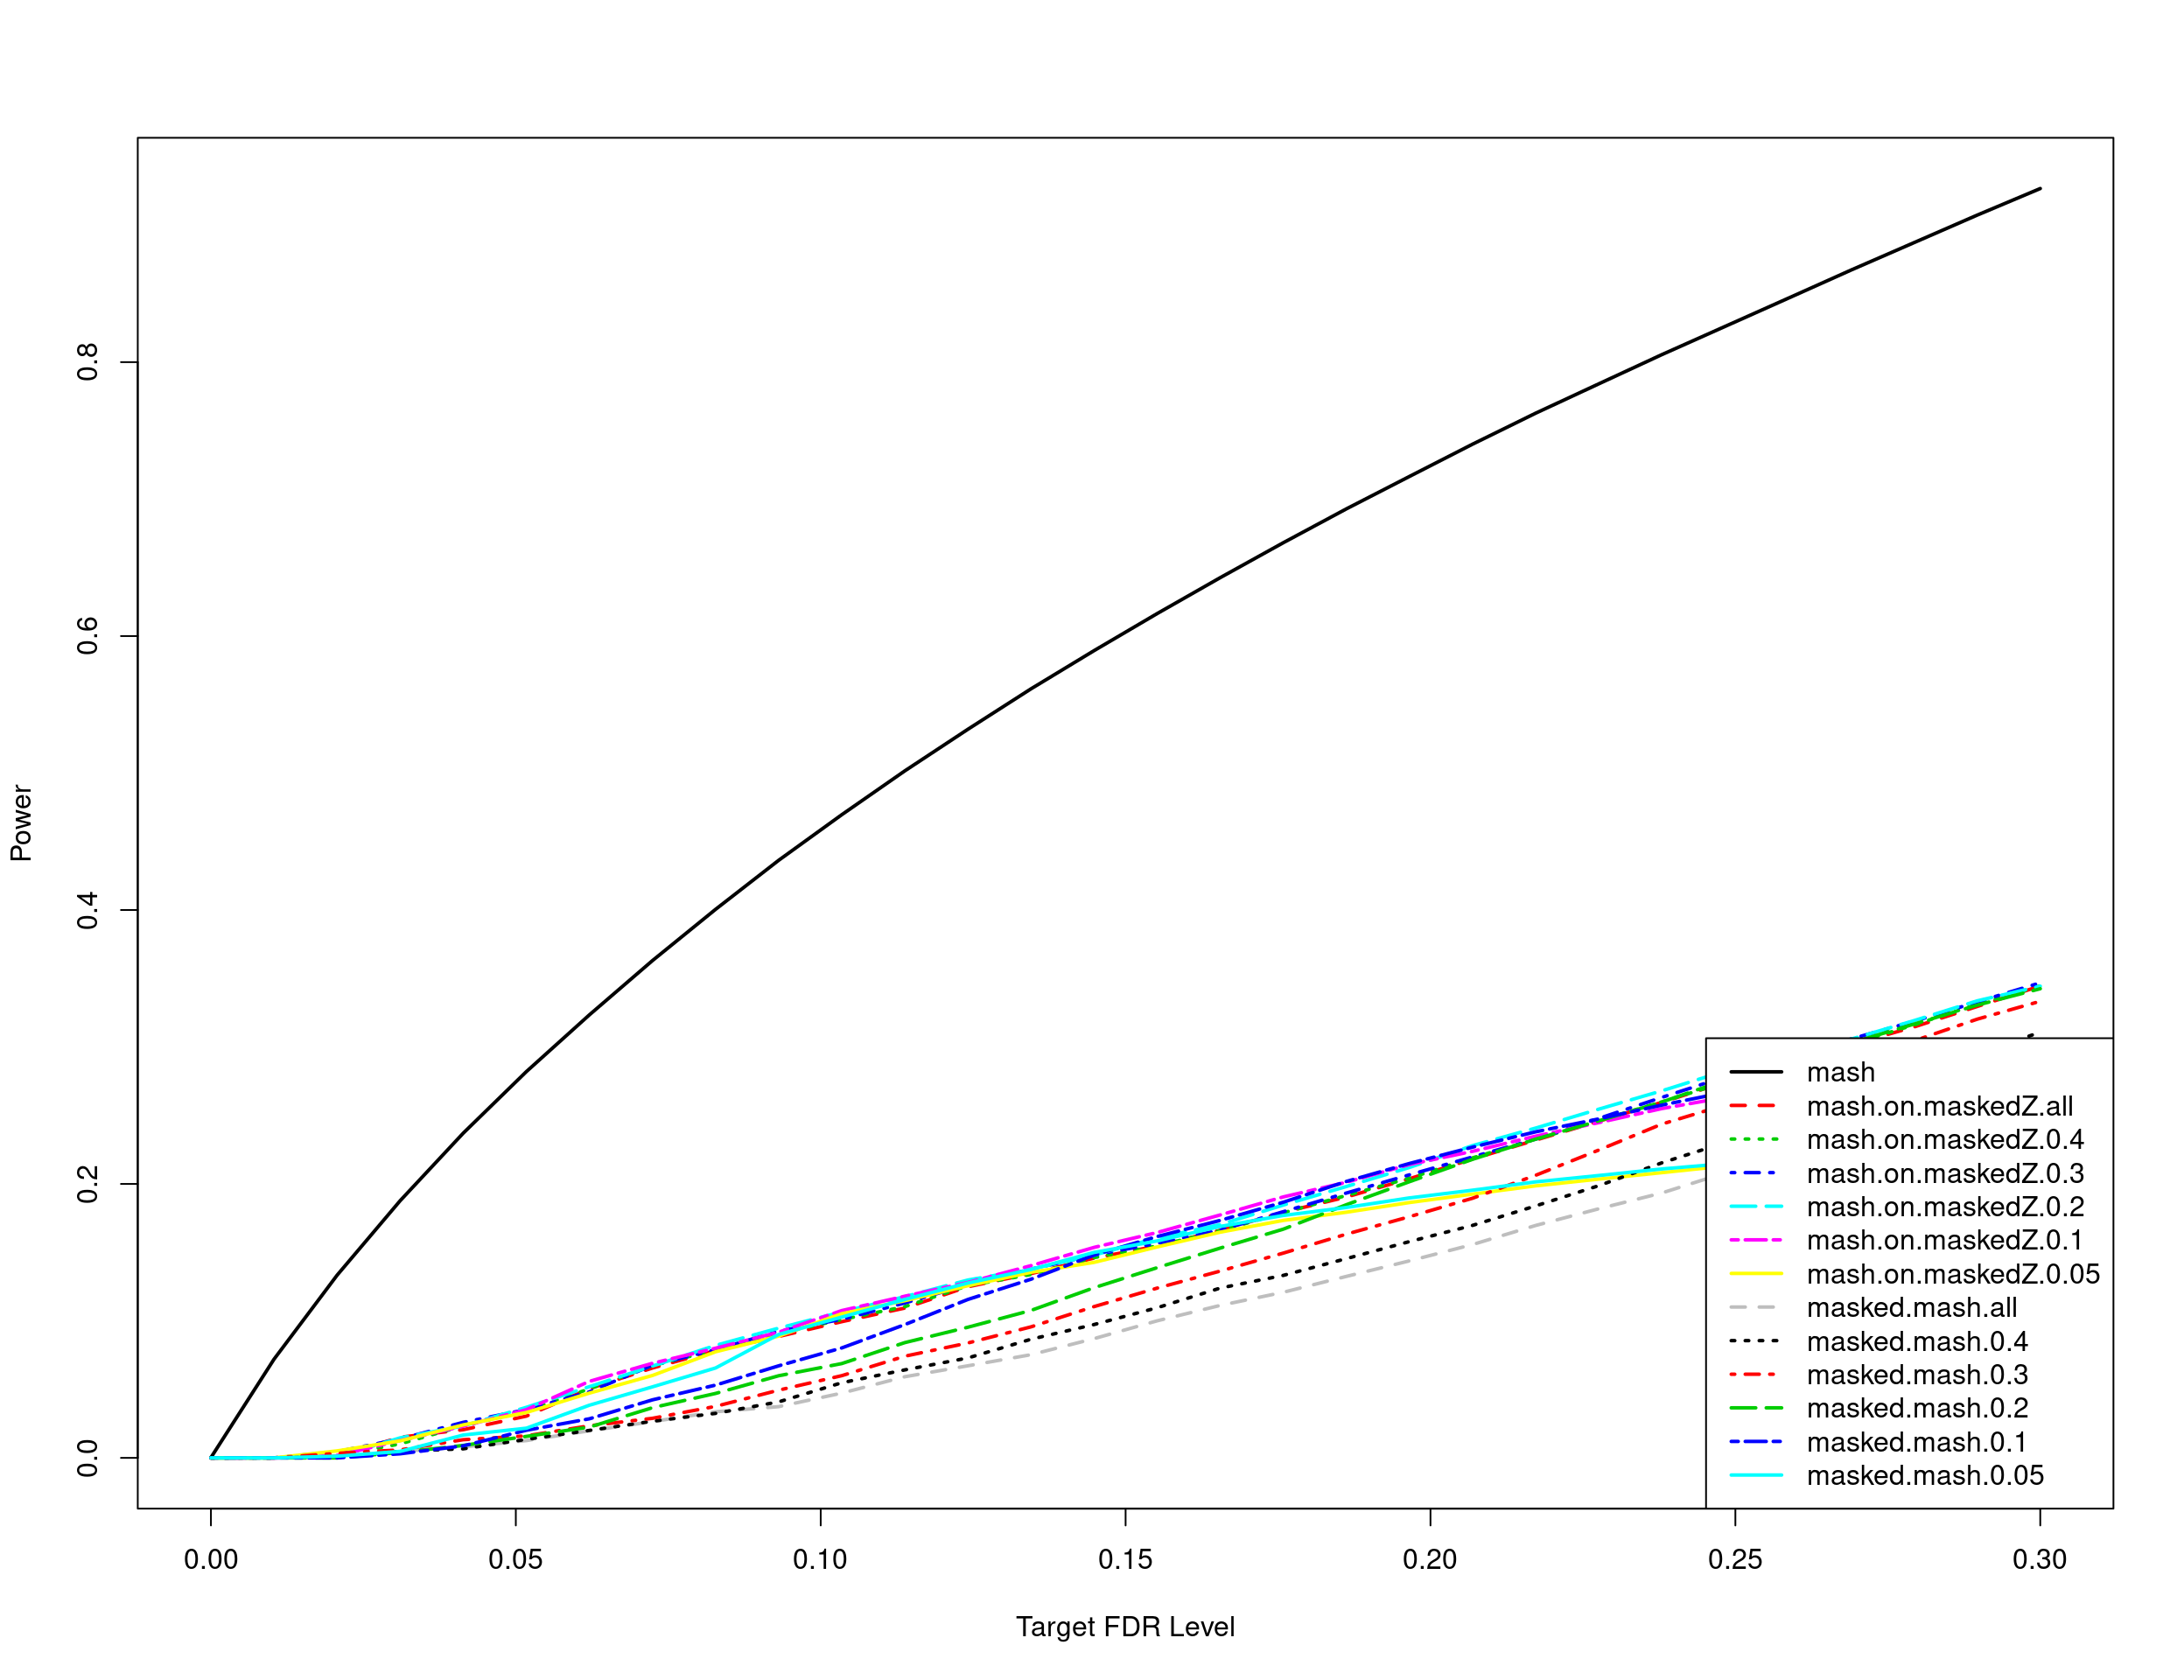 Power
0.8
0.6
0.4
0.2
0.0
mash
mash.on.maskedZ.all
mash.on.maskedZ.0.4
mash.on.maskedZ.0.3
mash.on.maskedZ.0.2
mash.on.maskedZ.0.1
mash.on.maskedZ.0.05
masked.mash.all
masked.mash.0.4
masked.mash.0.3
masked.mash.0.2
masked.mash.0.1
masked.mash.0.05
0.00 0.05 0.10 0.15 0.20 0.25 0.30
Target FDR Level